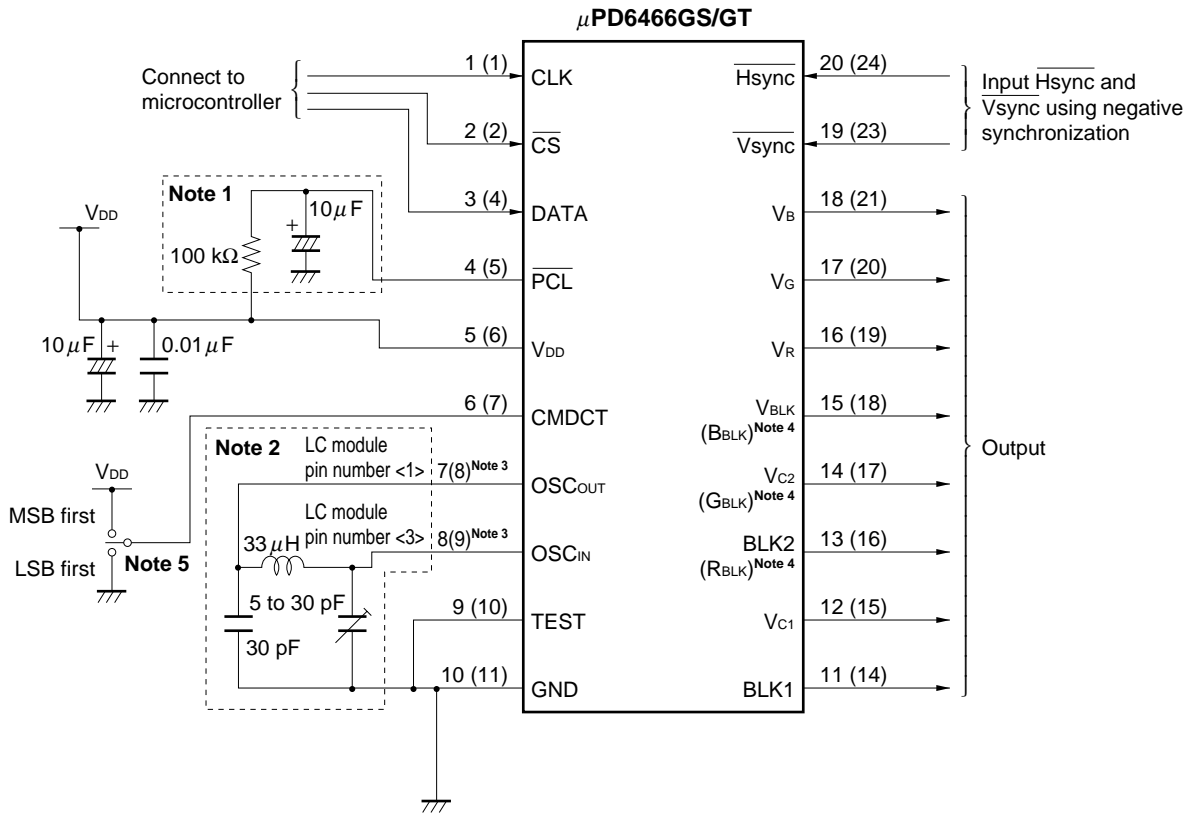 μPD6466GS/GT
Connect to
microcontroller
1 (1)
CLK
2 (2)
CS
3 (4)
DATA
4 (5)
PCL
5 (6)
VDD
6 (7)
CMDCT
7(8)Note 3
OSCOUT
8(9)Note 3
OSCIN
9 (10)
TEST
10 (11)
GND
Note 1
10μF
+
100 kΩ
VDD
10μF +
0.01μF
Note 2
LC module
pin number <1>
LC module
pin number <3>
33μH
5 to 30 pF
30 pF
VDD
MSB first
LSB first
Note 5
Hsync
20 (24)
Vsync
19 (23)
Input Hsync and
Vsync using negative
synchronization
VB
18 (21)
VG
17 (20)
VR
16 (19)
VBLK
(BBLK)Note 4
15 (18)
VC2
(GBLK)Note 4
14 (17)
BLK2
(RBLK)Note 4
13 (16)
VC1
12 (15)
BLK1
11 (14)
Output